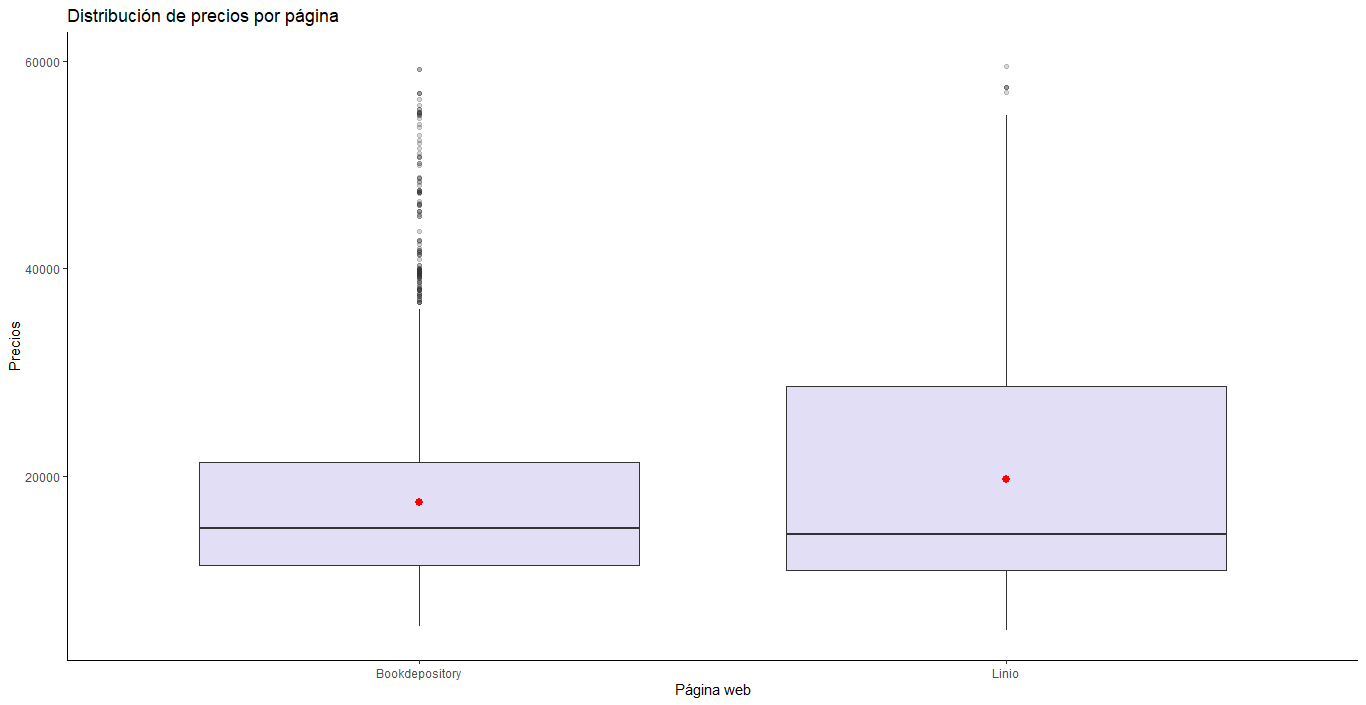 Distribución de precios por página
60000
40000
20000
Precios
Bookdepository
Linio
Página web